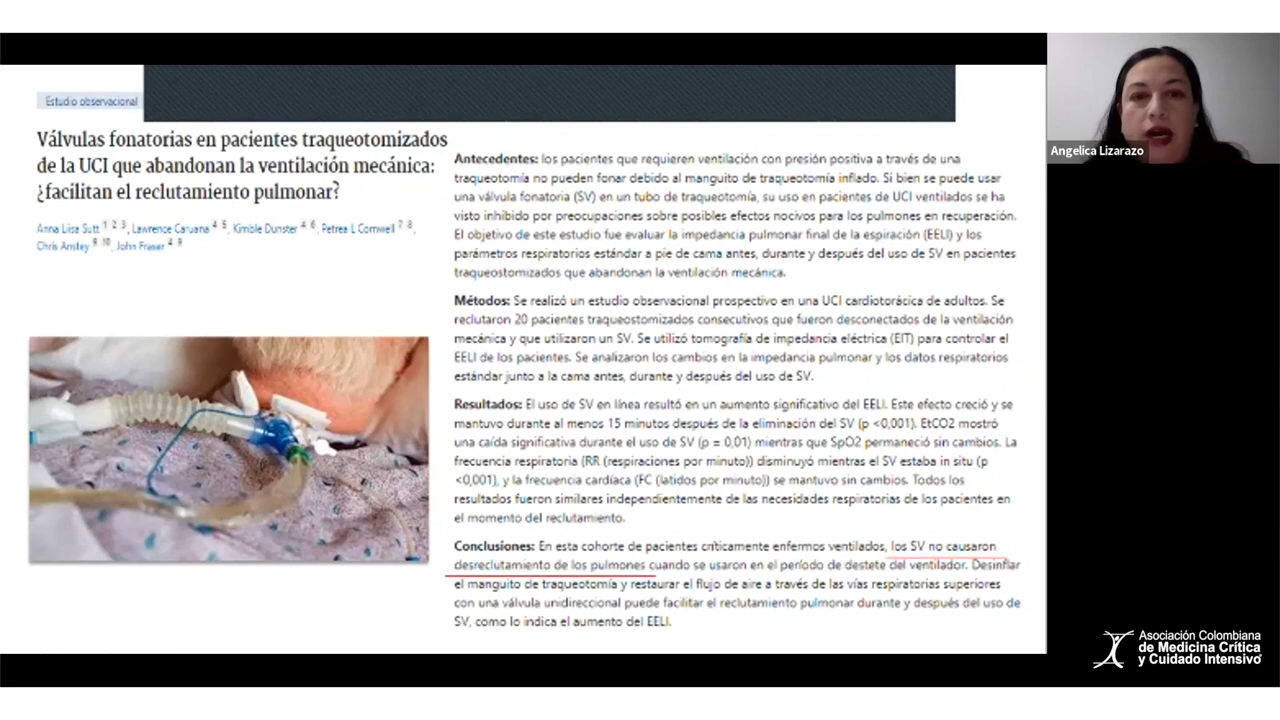 Estudio observacional
Válvulas fonatorias en pacientes traqueotomizados
de la UCI que abandonan la ventilación mecánica:
¿facilitan el reclutamiento pulmonar?
Anna Liisa Sutt 1 2 3, Lawrence Caruana 4 5, Kimble Dunster 4 6, Petrea L Cornwell 7 8,
Chris Anstey 9 10, John Fraser 4 9
Antecedentes: los pacientes que requieren ventilación con presión positiva a través de una
traqueotomía no pueden fonar debido al manguito de traqueotomía inflado. Si bien se puede usar
una válvula fonatoria (SV) en un tubo de traqueotomía, su uso en pacientes de UCI ventilados se ha
visto inhibido por preocupaciones sobre posibles efectos nocivos para los pulmones en recuperación.
El objetivo de este estudio fue evaluar la impedancia pulmonar final de la espiración (EELI) y los
parámetros respiratorios estándar a pie de cama antes, durante y después del uso de SV en pacientes
traqueostomizados que abandonan la ventilación mecánica.
Métodos: Se realizó un estudio observacional prospectivo en una UCI cardiotorácica de adultos. Se
reclutaron 20 pacientes traqueostomizados consecutivos que fueron desconectados de la ventilación
mecánica y que utilizaron un SV. Se utilizó tomografía de impedancia eléctrica (EIT) para controlar el
EELI de los pacientes. Se analizaron los cambios en la impedancia pulmonar y los datos respiratorios
estándar junto a la cama antes, durante y después del uso de SV.
Resultados: El uso de SV en línea resultó en un aumento significativo del EELI. Este efecto creció y se
mantuvo durante al menos 15 minutos después de la eliminación del SV (p <0,001). EtCO2 mostró
una caída significativa durante el uso de SV (p = 0,01) mientras que SpO2 permaneció sin cambios. La
frecuencia respiratoria (RR (respiraciones por minuto)) disminuyó mientras el SV estaba in situ (p
<0,001), y la frecuencia cardíaca (FC (latidos por minuto)) se mantuvo sin cambios. Todos los
resultados fueron similares independientemente de las necesidades respiratorias de los pacientes en
el momento del reclutamiento.
Conclusiones: En esta cohorte de pacientes críticamente enfermos ventilados, los SV no causaron
desreclutamiento de los pulmones cuando se usaron en el período de destete del ventilador. Desinflar
el manguito de traqueotomía y restaurar el flujo de aire a través de las vías respiratorias superiores
con una válvula unidireccional puede facilitar el reclutamiento pulmonar durante y después del uso de
SV, como lo indica el aumento del EELI.
Angelica Lizarazo
Asociación Colombiana
de Medicina Crítica
y Cuidado Intensivo